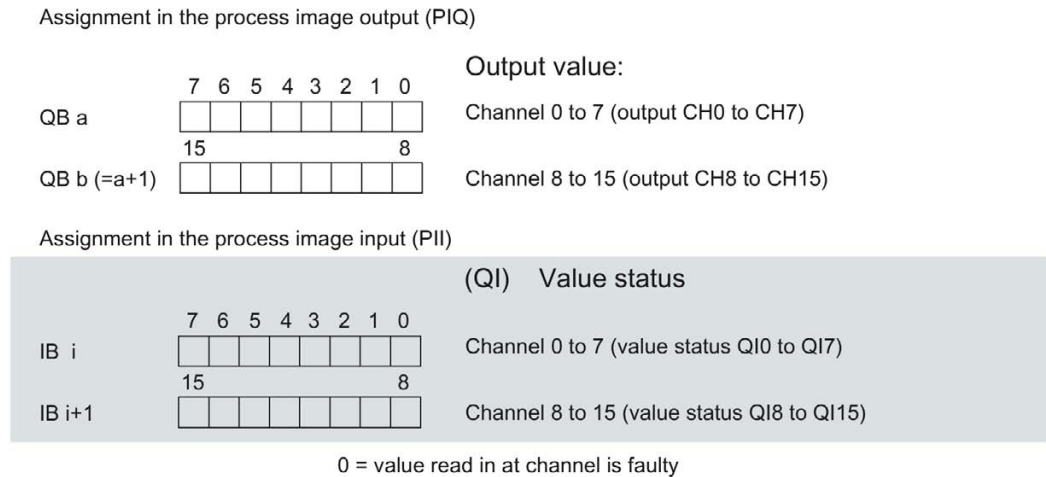 Assignment in the process image output (PIQ)
Output value:
7 6 5 4 3 2 1 0
QB a
Channel 0 to 7 (output CH0 to CH7)
15 8
QB b (=a+1)
Channel 8 to 15 (output CH8 to CH15)
Assignment in the process image input (PII)
(QI) Value status
7 6 5 4 3 2 1 0
IB i
Channel 0 to 7 (value status QI0 to QI7)
15 8
IB i+1
Channel 8 to 15 (value status QI8 to QI15)
0 = value read in at channel is faulty